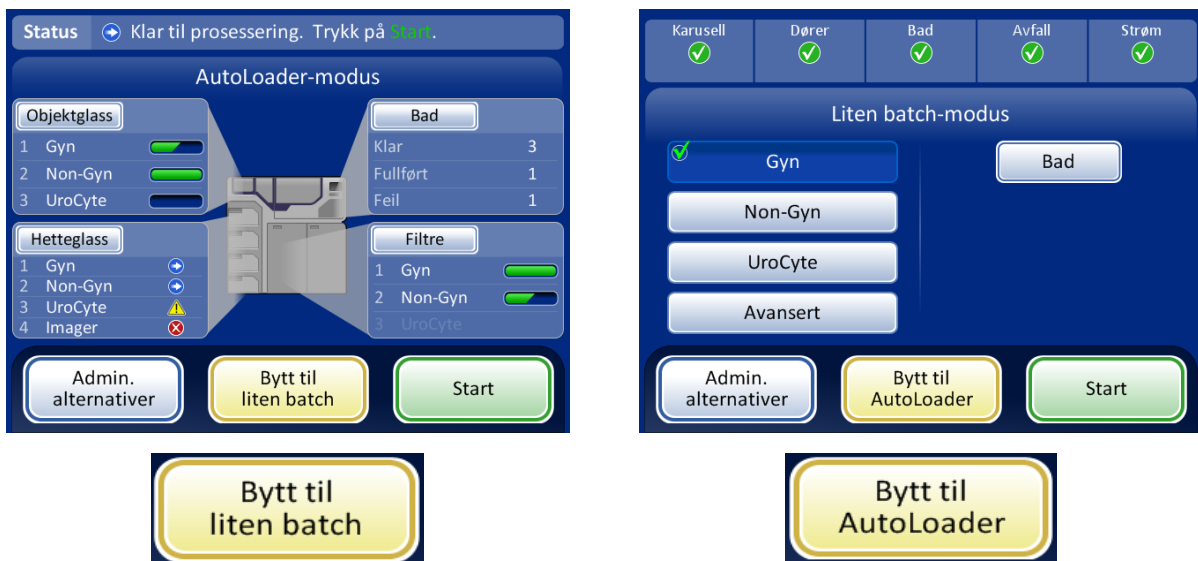 Status Klar til prosessering. Trykk på Start.
AutoLoader-modus
Objektglass
1 Gyn
2 Non-Gyn
3 UroCyte
Bad
Klar 3
Fullført 1
Feil 1
Hetteglass
1 Gyn
2 Non-Gyn
3 UroCyte
4 Imager
Filtre
1 Gyn
2 Non-Gyn
3 UroCyte
Admin.
alternativer
Bytt til
liten batch
Start
Bytt til
liten batch
Karusell Dører Bad Avfall Strøm
Liten batch-modus
Gyn
Non-Gyn
UroCyte
Avansert
Bad
Admin.
alternativer
Bytt til
AutoLoader
Start
Bytt til
AutoLoader